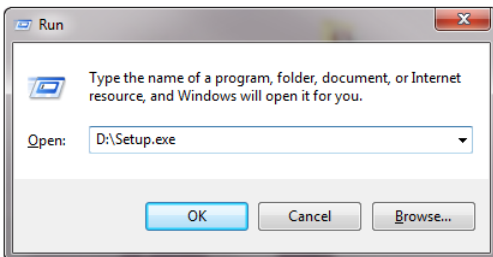 Run
Type the name of a program, folder, document, or Internet
resource, and Windows will open it for you.
Open: D:\Setup.exe
OK Cancel Browse...